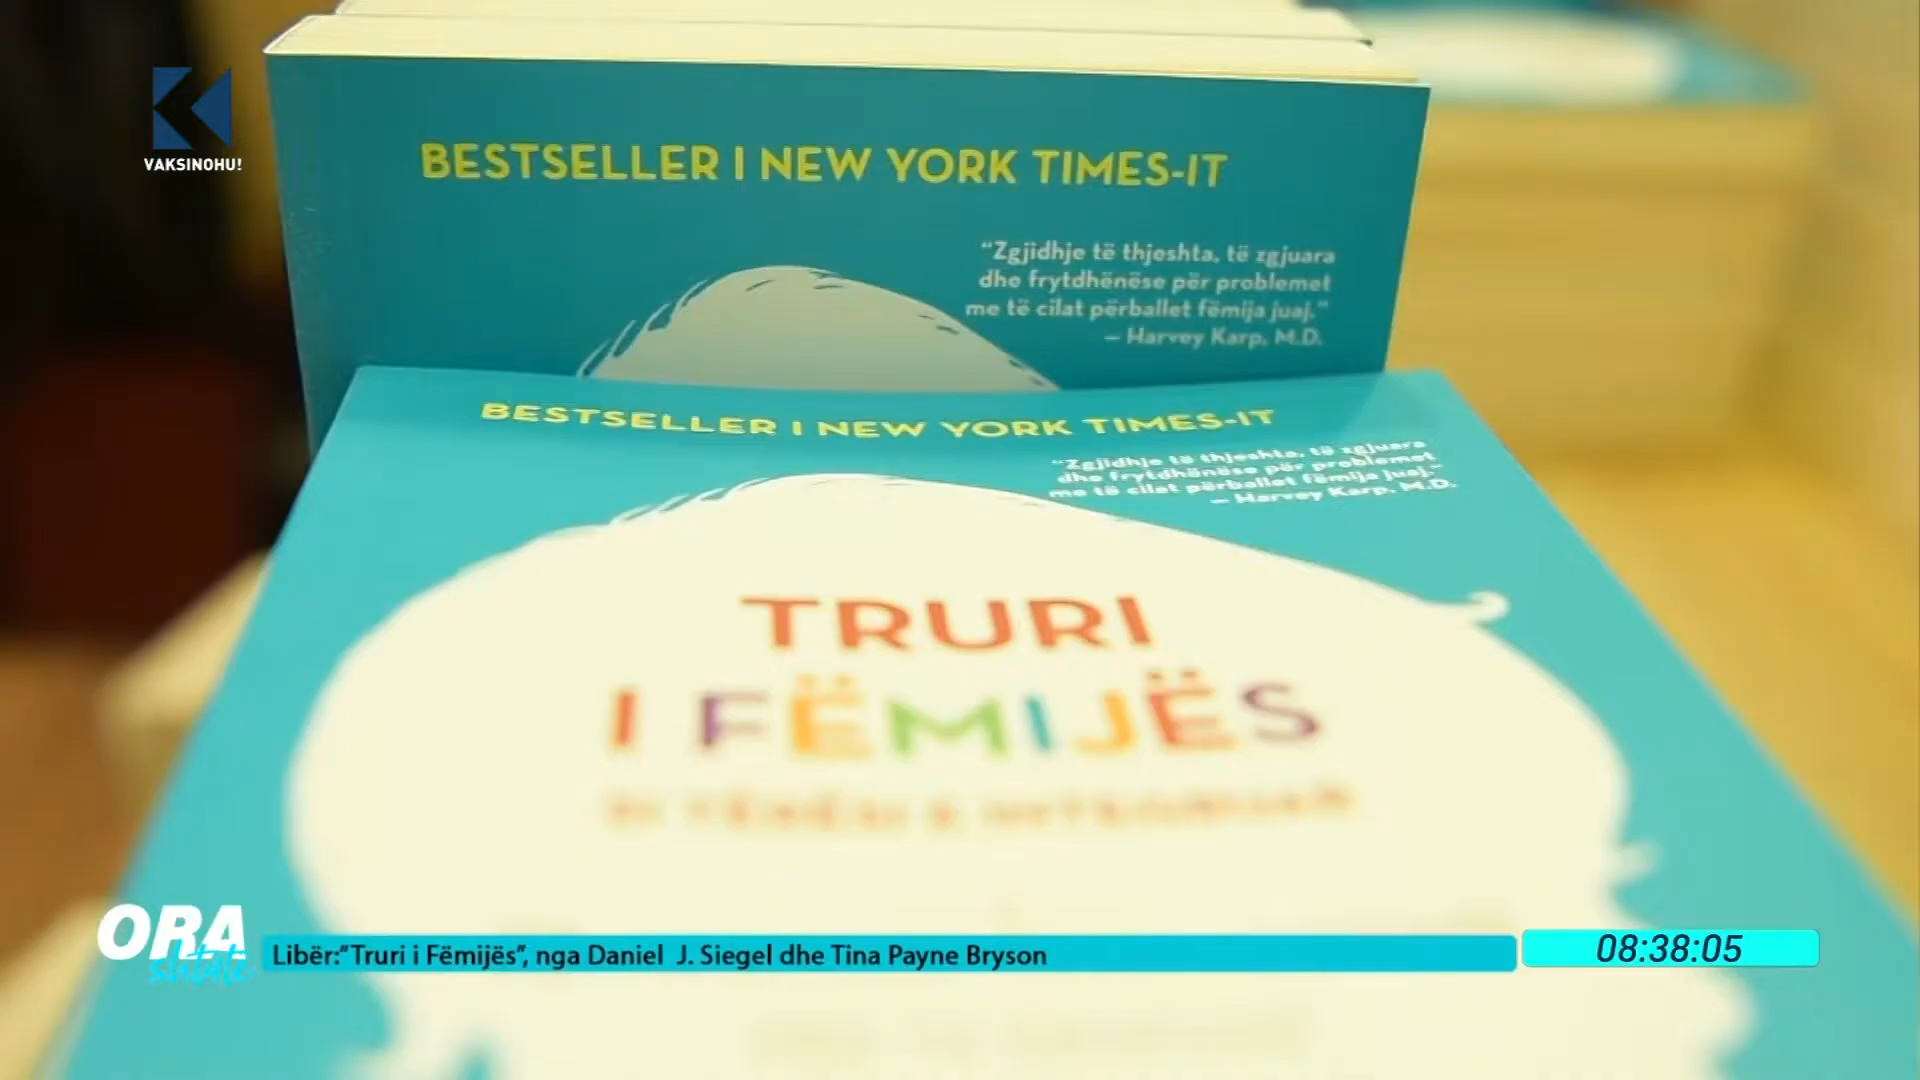 VAKSINOHU!
BESTSELLER I NEW YORK TIMES-IT
“Zgjidhje të thjeshta, të zgjuara
dhe frytdhënëse për problemet
me të cilat përballet fëmija juaj.”
– Harvey Karp, M.D.
BESTSELLER I NEW YORK TIMES-IT
“Zgjidhje të thjeshta, të zgjuara
dhe frytdhënëse për problemet
me të cilat përballet fëmija juaj.”
– Harvey Karp, M.D.
TRURI
I FËMIJËS
ORA
shtatë
Libër:“Truri i Fëmijës”, nga Daniel J. Siegel dhe Tina Payne Bryson
08:38:05